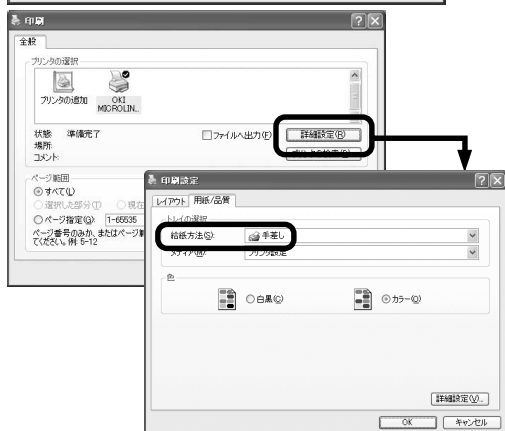 印刷
全般
プリンタの選択
プリンタの追加
OKI
MICROLIN...
状態: 準備完了
場所:
コメント:
ファイルへ出力(F)
詳細設定(R)
ページ範囲
すべて(L)
選択した部分(T)
現在
ページ指定(G): 1-65535
ページ番号のみか、またはページ
てください。例: 5-12
印刷設定
レイアウト
用紙/品質
トレイの選択
給紙方法(S): 手差し
メディア(M): プリンタ設定
色
白黒(C)
カラー(O)
詳細設定(V)...
OK
キャンセル